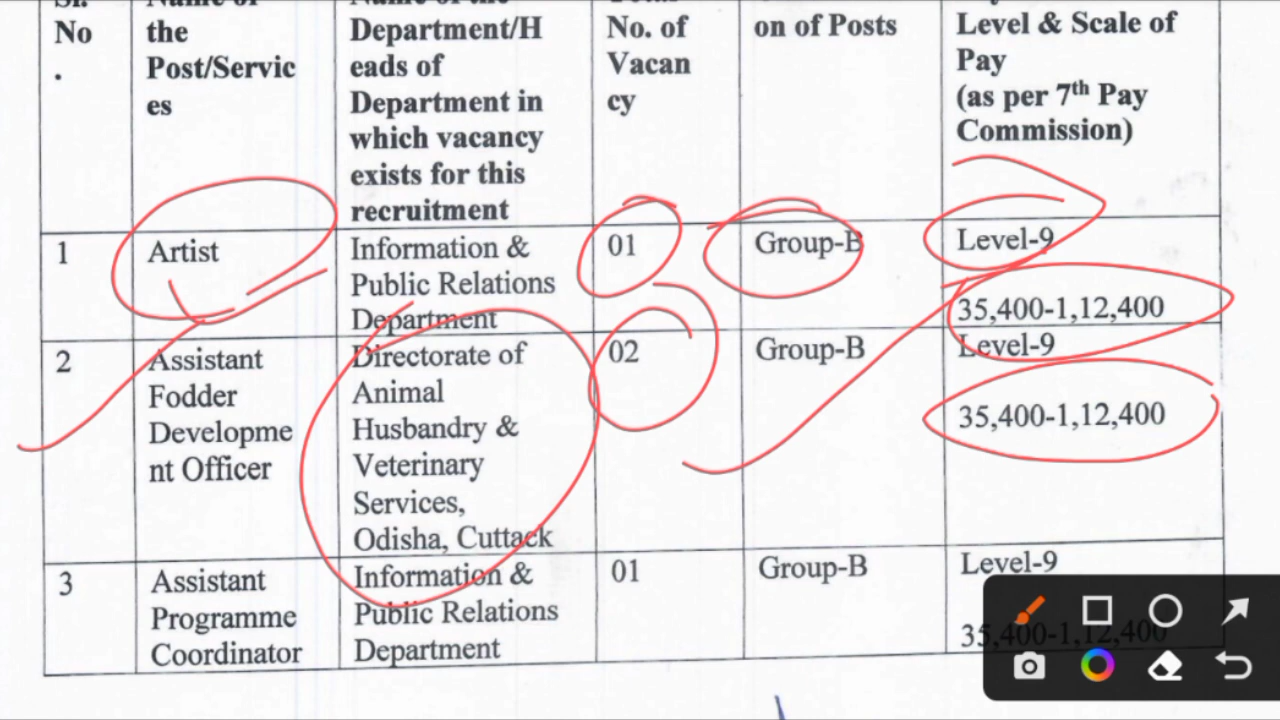 No
.
the
Post/Servic
es
Department/H
eads of
Department in
which vacancy
exists for this
recruitment
No. of
Vacan
cy
on of Posts
Level & Scale of
Pay
(as per 7th Pay
Commission)
1
Artist
Information &
Public Relations
Department
01
Group-B
Level-9
35,400-1,12,400
2
Assistant
Fodder
Developme
nt Officer
Directorate of
Animal
Husbandry &
Veterinary
Services,
Odisha, Cuttack
02
Group-B
Level-9
35,400-1,12,400
3
Assistant
Programme
Coordinator
Information &
Public Relations
Department
01
Group-B
Level-9
35,400-1,12,400